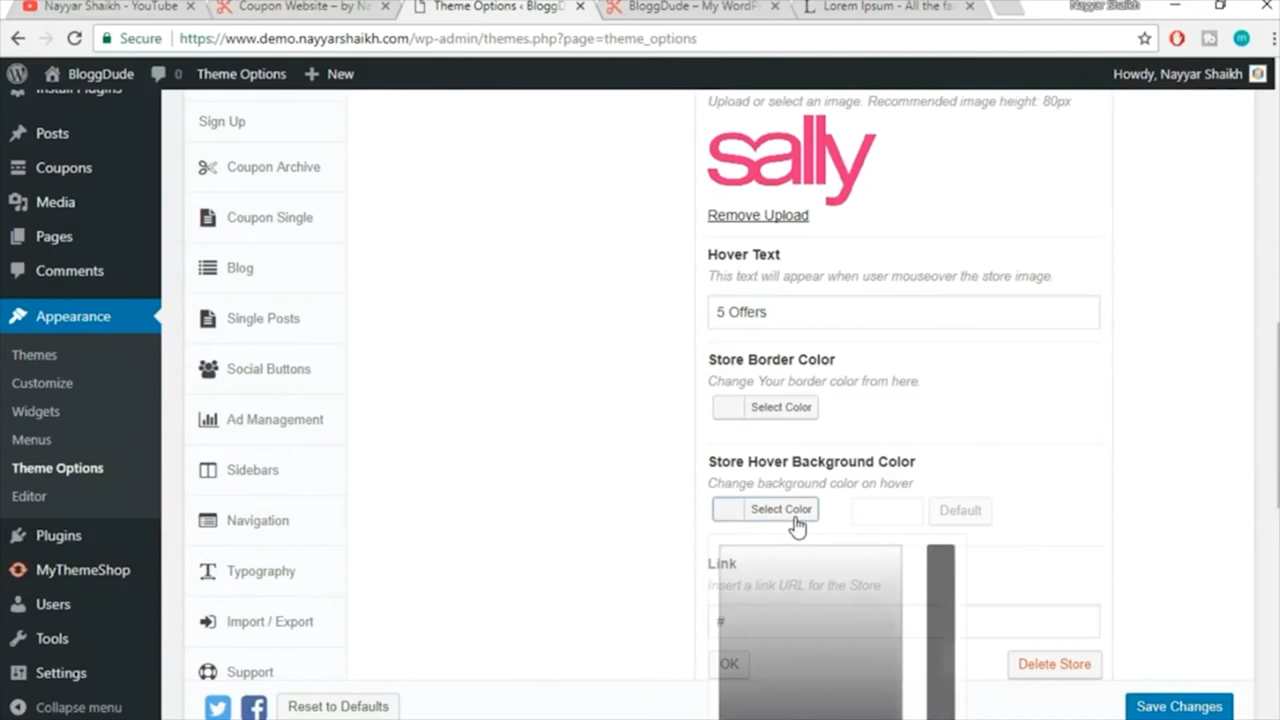 Nayyar Shaikh - YouTube
Coupon Website – by Na
Theme Options ‹ BloggD
BloggDude – My WordPr
Lorem Ipsum - All the fa
Nayyar Shaikh
Secure
https://www.demo.nayyarshaikh.com/wp-admin/themes.php?page=theme_options
BloggDude
0
Theme Options
New
Howdy, Nayyar Shaikh
Install Plugins
Posts
Coupons
Media
Pages
Comments
Appearance
Themes
Customize
Widgets
Menus
Theme Options
Editor
Plugins
MyThemeShop
Users
Tools
Settings
Collapse menu
Sign Up
Coupon Archive
Coupon Single
Blog
Single Posts
Social Buttons
Ad Management
Sidebars
Navigation
Typography
Import / Export
Support
Upload or select an image. Recommended image height: 80px
sally
Remove Upload
Hover Text
This text will appear when user mouseover the store image.
5 Offers
Store Border Color
Change Your border color from here.
Select Color
Store Hover Background Color
Change background color on hover
Select Color
Default
Link
Insert a link URL for the Store
#
OK
Delete Store
Reset to Defaults
Save Changes